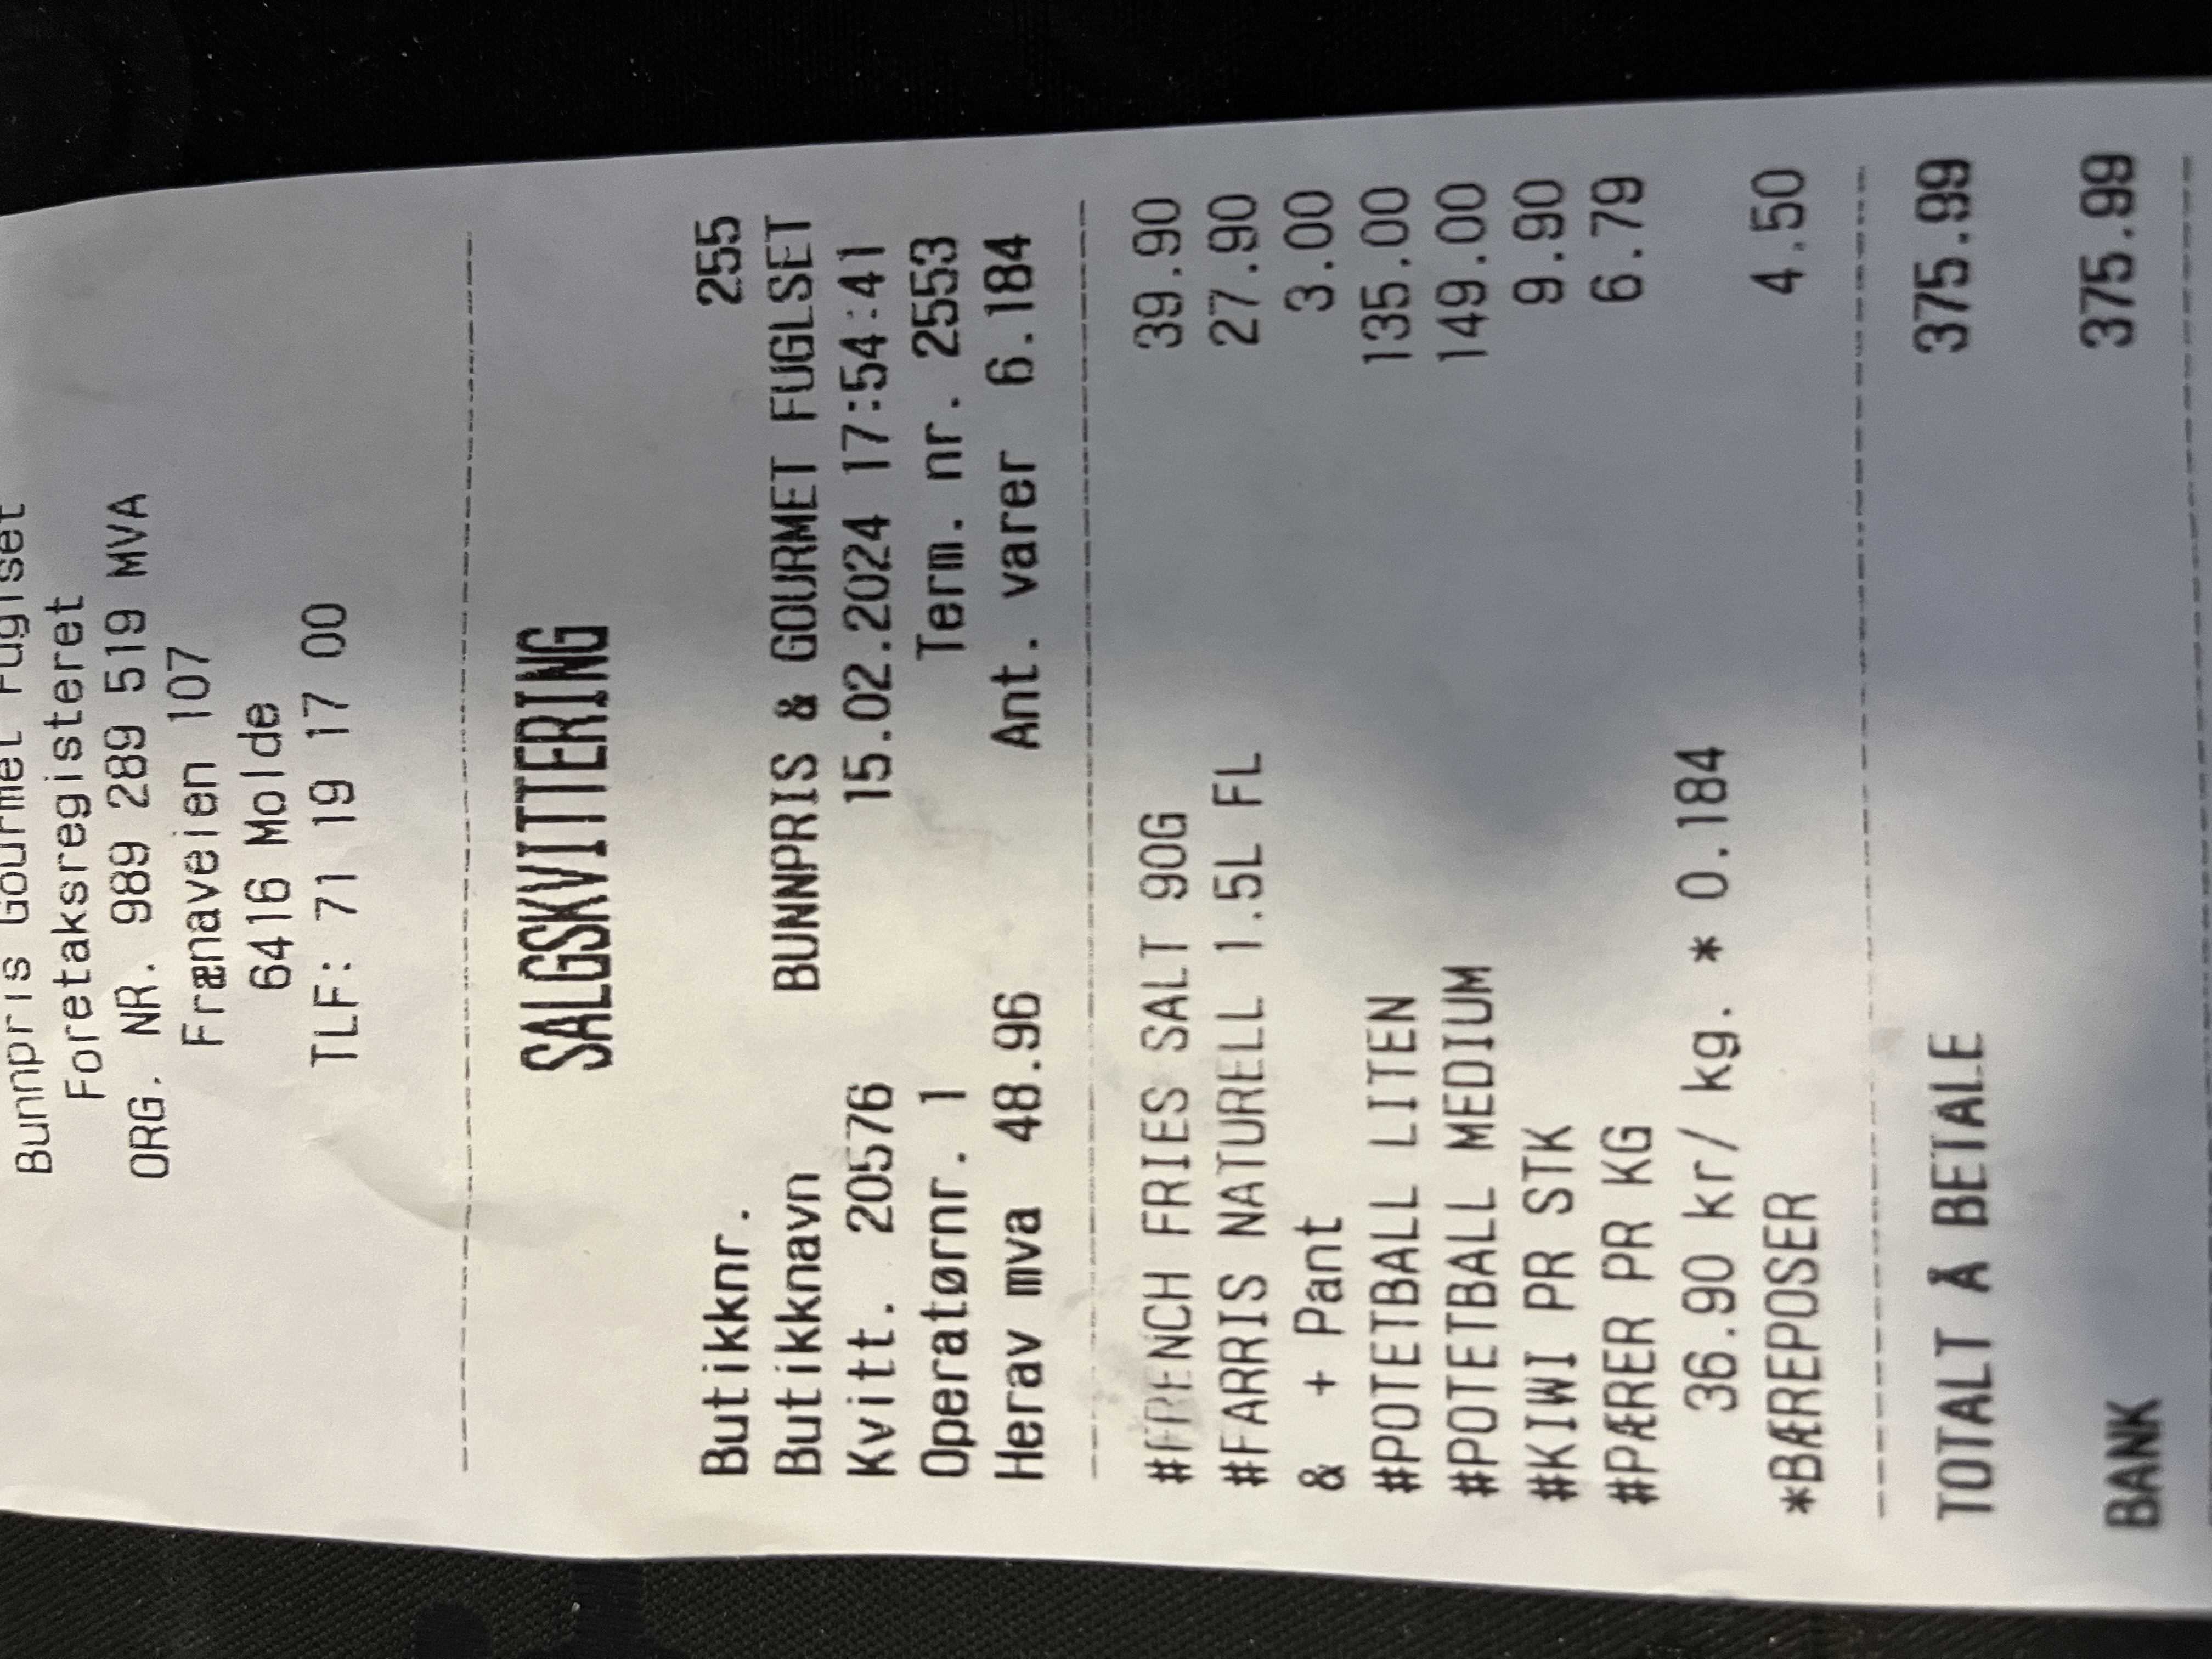 Bunnpris Gourmet Fuglset
Foretaksregisteret
ORG. NR. 989 289 519 MVA
Frænaveien 107
6416 Molde
TLF: 71 19 17 00
SALGSKVITTERING
Butikknr. 255
Butikknavn BUNNPRIS & GOURMET FUGLSET
Kvitt. 20576 15.02.2024 17:54:41
Operatørnr. 1 Term. nr. 2553
Herav mva 48.96 Ant. varer 6.184
#FRENCH FRIES SALT 90G 39.90
#FARRIS NATURELL 1.5L FL 27.90
& + Pant 3.00
#POTETBALL LITEN 135.00
#POTETBALL MEDIUM 149.00
#KIWI PR STK 9.90
#PÆRER PR KG 6.79
36.90 kr/ kg. * 0.184
*BÆREPOSER 4.50
TOTALT Å BETALE 375.99
BANK 375.99